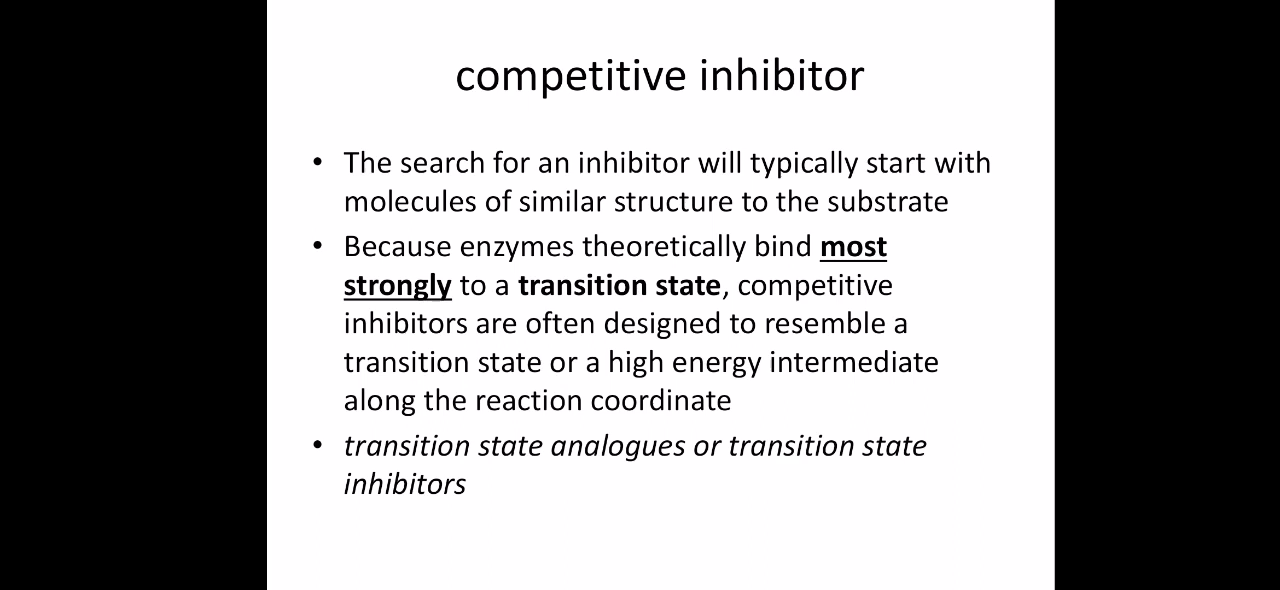 competitive inhibitor
• The search for an inhibitor will typically start with
molecules of similar structure to the substrate
• Because enzymes theoretically bind most
strongly to a transition state, competitive
inhibitors are often designed to resemble a
transition state or a high energy intermediate
along the reaction coordinate
• transition state analogues or transition state
inhibitors